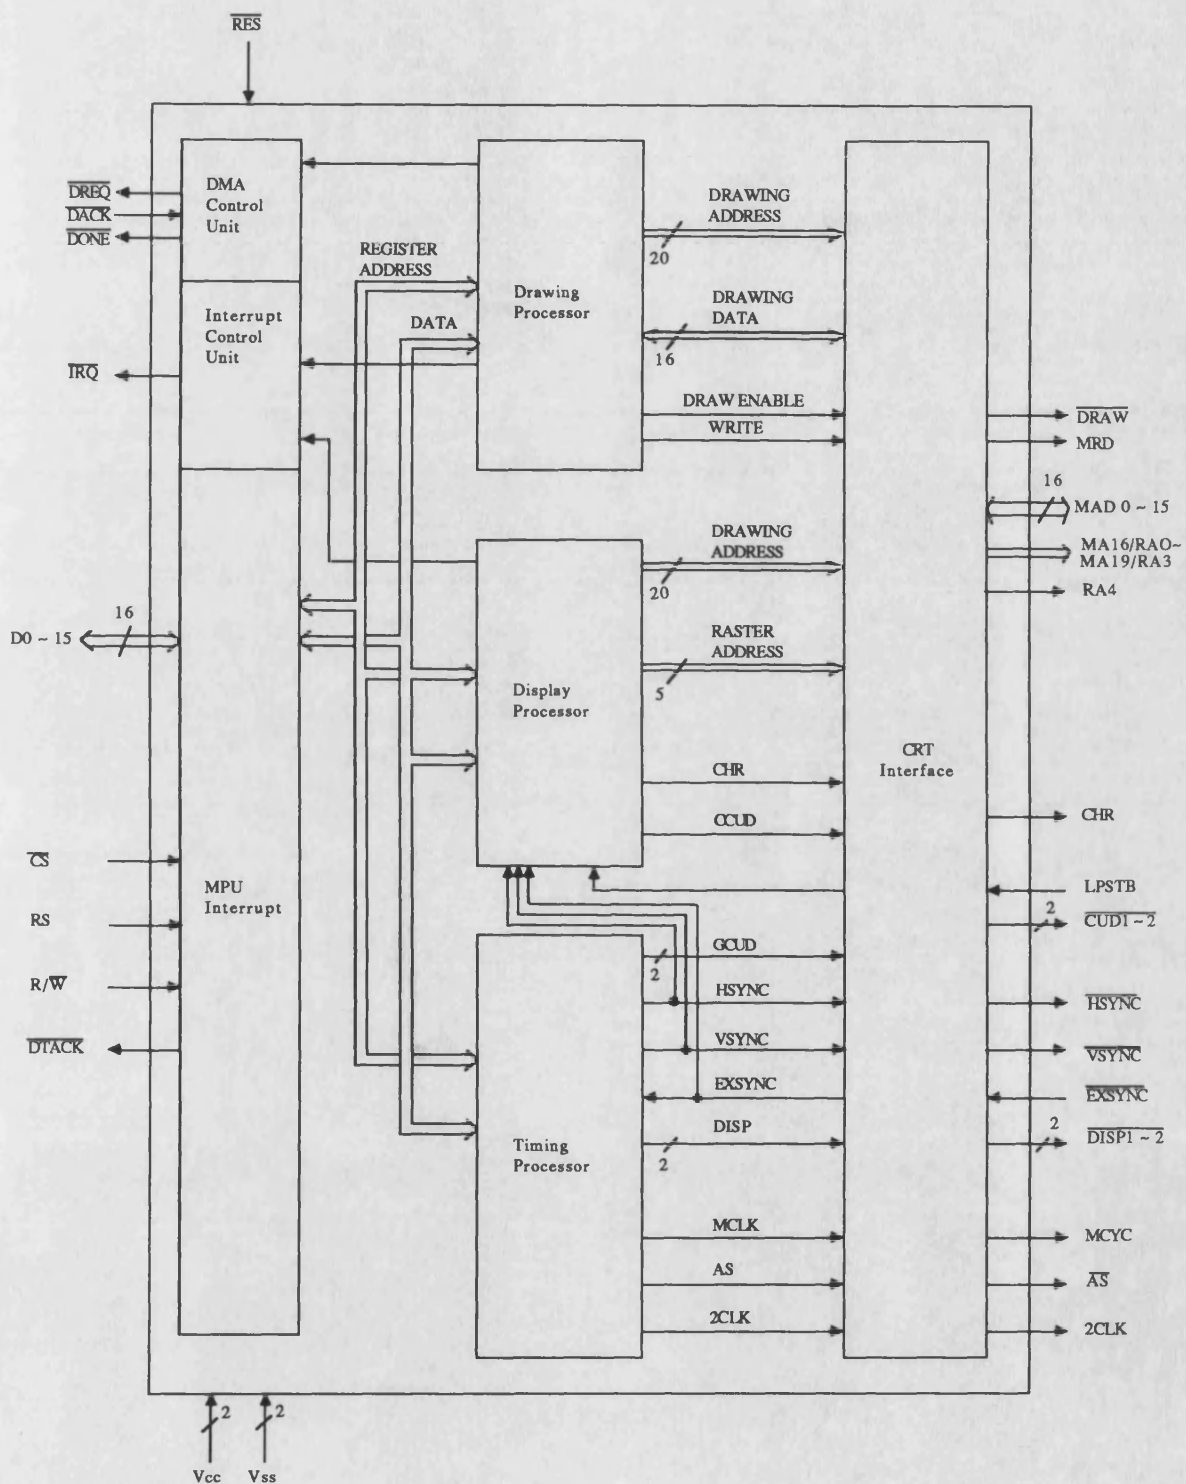 RES
DMA
Control
Unit
DREQ
DACK
DONE
Interrupt
Control
Unit
IRQ
REGISTER
ADDRESS
DATA
Drawing
Processor
DRAWING
ADDRESS
20
DRAWING
DATA
16
DRAW ENABLE
WRITE
DRAW
MRD
16
MAD 0 ~ 15
MA16/RA0~
MA19/RA3
RA4
DRAWING
ADDRESS
20
RASTER
ADDRESS
5
16
D0 ~ 15
Display
Processor
CRT
Interface
CHR
CCUD
CHR
CS
RS
R/W
DTACK
MPU
Interrupt
LPSTB
2
CUD1 ~ 2
GCUD
2
HSYNC
HSYNC
VSYNC
VSYNC
EXSYNC
EXSYNC
DISP
2
2
DISP1 ~ 2
Timing
Processor
MCLK
MCYC
AS
AS
2CLK
2CLK
2
2
Vcc
Vss